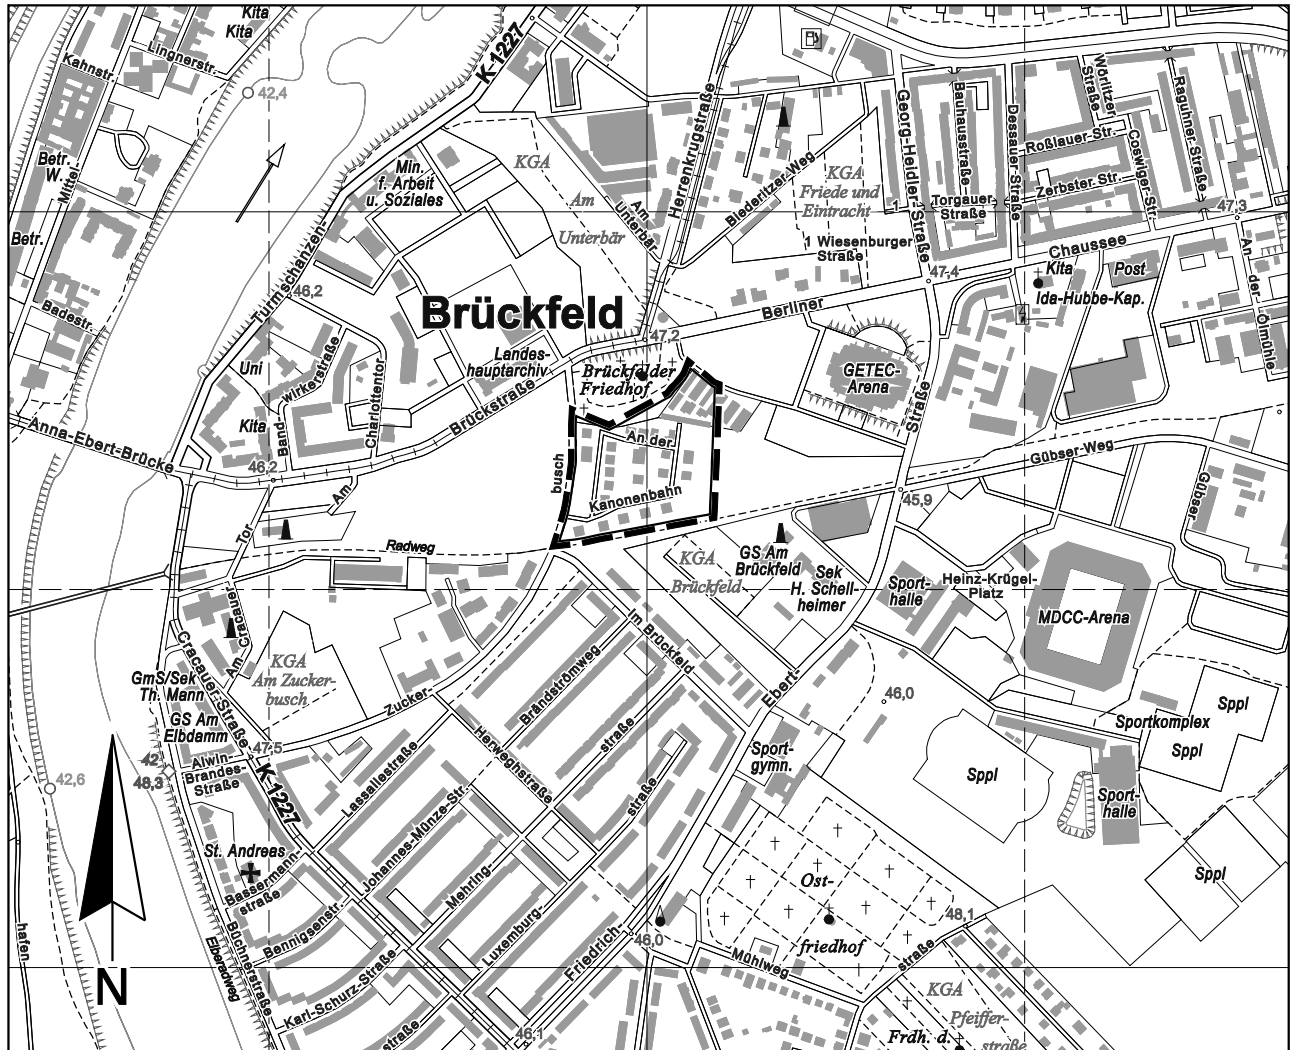 Kita
Kita
Lingnerstr.
Kahnstr.
42,4
K 1227
Betr.
W.
Mittel
Betr.
Badestr.
Min.
f. Arbeit
u. Soziales
KGA
Am
Unterbär
Am
Unterbär
Herrenkrugstraße
Biederitzer-Weg
KGA
Friede und
Eintracht
1 Wiesenburger
Straße
1
Georg-Heidler-Straße
Bauhausstraße
Torgauer
Straße
Dessauer-Straße
Wörlitzer
Straße
Roßlauer Str.
Zerbster-Str.
Coswiger-Str.
Raguhner-Straße
47,3
Chaussee
47,4
Kita
Post
Ida-Hubbe-Kap.
An der Ölmühle
Turmschanzen-
46,2
Brückfeld
47,2
Berliner
Uni
Kita
Band-
wirkerstraße
Charlottentor
Landes-
hauptarchiv
Brückstraße
Brückfelder
Friedhof
GETEC-
Arena
Straße
Anna-Ebert-Brücke
46,2
busch
An der
Kanonenbahn
Gübser-Weg
Gübser
45,9
Am
Tor
Radweg
KGA
Brückfeld
GS Am
Brückfeld
Sek
H. Schell-
heimer
Sport-
halle
Heinz-Krügel-
Platz
MDCC-Arena
Am Cracauer
Cracauer-Straße
KGA
Am Zucker-
busch
GmS/Sek
Th. Mann
GS Am
Elbdamm
Zucker-
Im Brückfeld
Brandströmweg
straße
Ebert-
46,0
Sppl
Sportkomplex
Sppl
Sppl
Sport-
halle
Sppl
47,5
Alwin-
Brandes-
Straße
42
48,3
42,6
K 1227
Lassallestraße
Herweghstraße
Sport-
gymn.
straße
Johannes-Münze-Str.
Mehring-
St. Andreas
Bassermann-
straße
Bennigsenstr.
Luxemburg-
Friedrich-
Ost-
friedhof
48,1
46,0
Mühlweg
straße
Büchnerstraße
Elberadweg
Karl-Schurz-Straße
straße
46,1
KGA
Pfeiffer-
straße
Frdh. d.
hafen
N